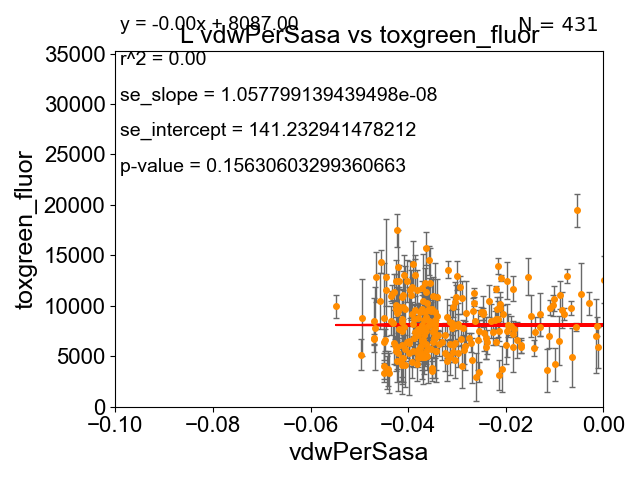 y = -0.00x + 8087.00
N = 431
L vdwPerSasa vs toxgreen_fluor
r^2 = 0.00
se_slope = 1.057799139439498e-08
se_intercept = 141.232941478212
p-value = 0.15630603299360663
35000
30000
25000
20000
15000
10000
5000
0
toxgreen_fluor
−0.10
−0.08
−0.06
−0.04
−0.02
0.00
vdwPerSasa